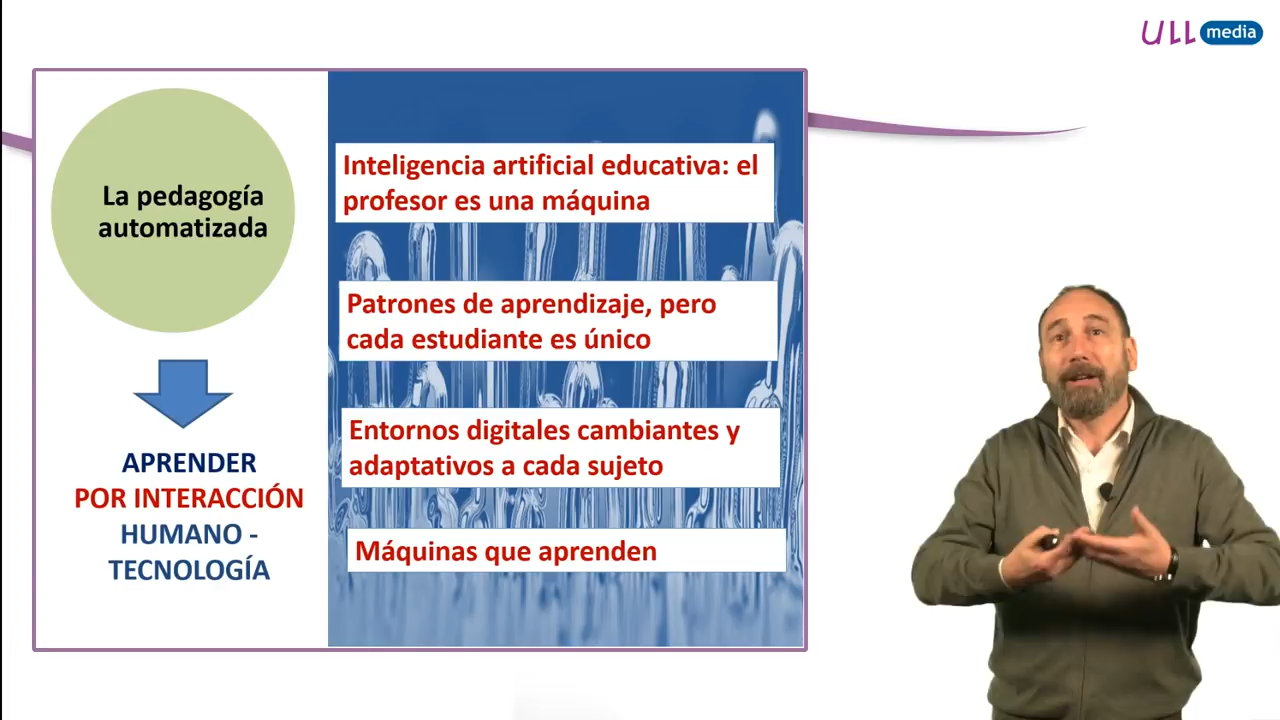 ULL media
La pedagogía
automatizada
APRENDER
POR INTERACCIÓN
HUMANO -
TECNOLOGÍA
Inteligencia artificial educativa: el
profesor es una máquina
Patrones de aprendizaje, pero
cada estudiante es único
Entornos digitales cambiantes y
adaptativos a cada sujeto
Máquinas que aprenden